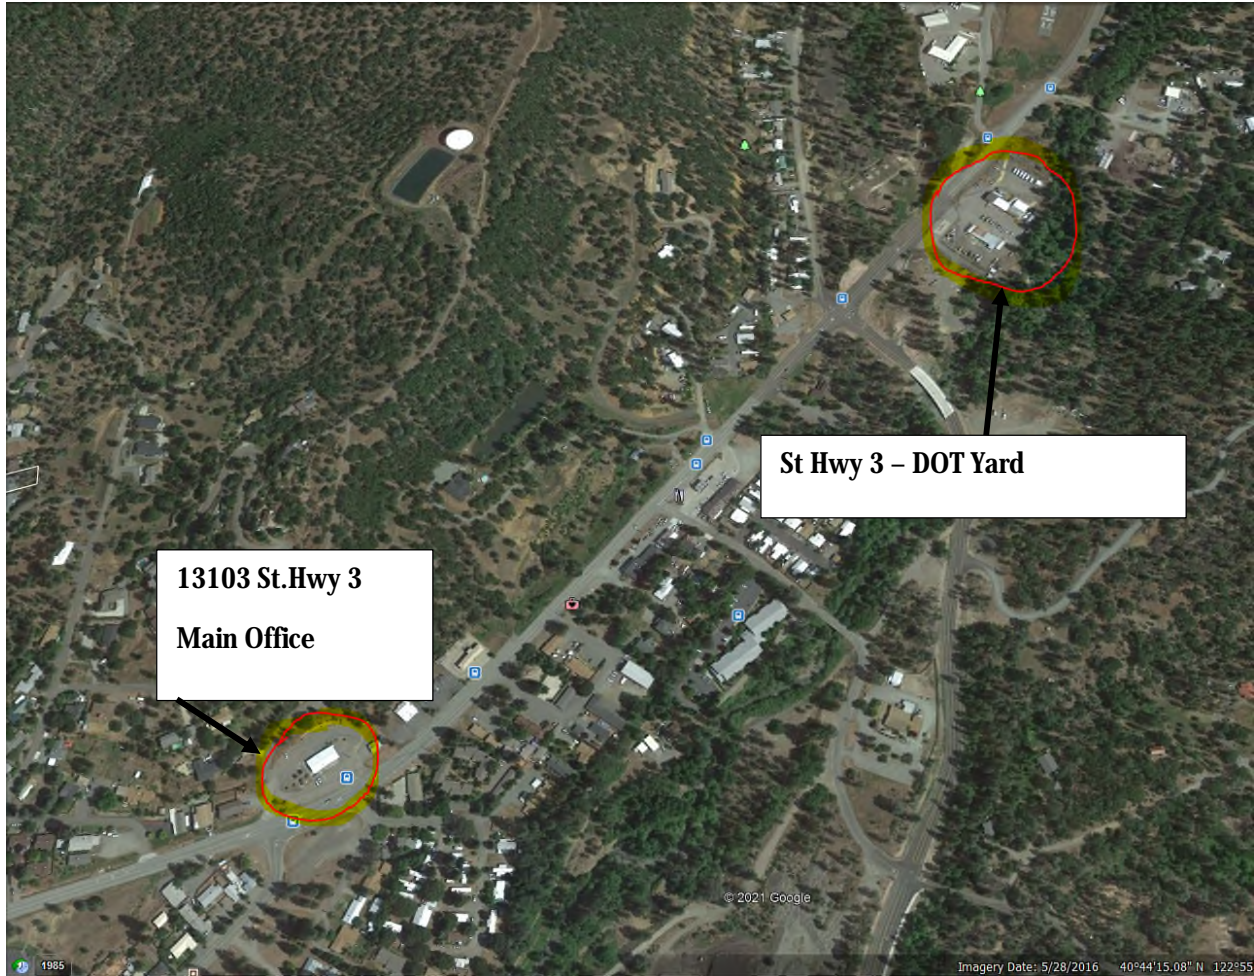 St Hwy 3 – DOT Yard
13103 St.Hwy 3
Main Office
© 2021 Google
1985
Imagery Date: 5/28/2016 40°44'15.08" N 122°55